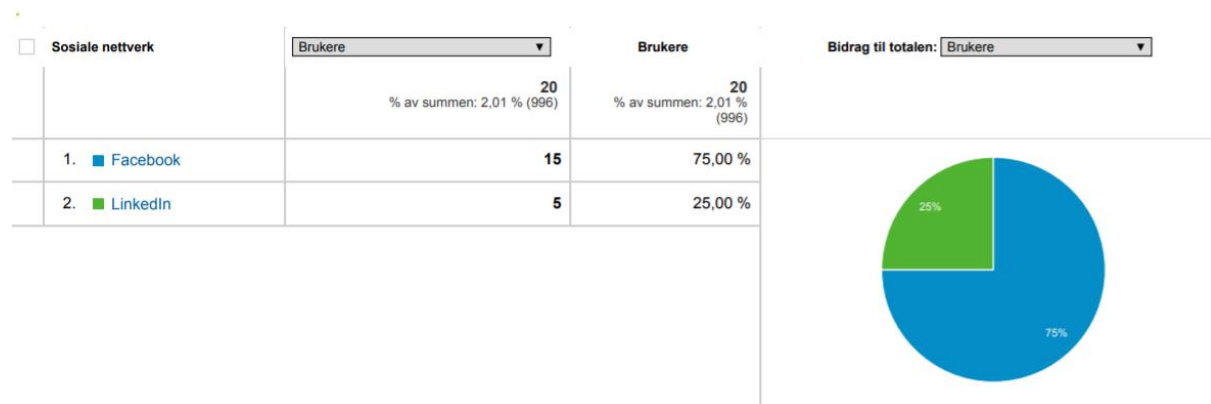 Sosiale nettverk
Brukere
Brukere
Bidrag til totalen: Brukere
20
% av summen: 2,01 % (996)
20
% av summen: 2,01 %
(996)
1. Facebook
15
75,00 %
2. LinkedIn
5
25,00 %
25%
75%